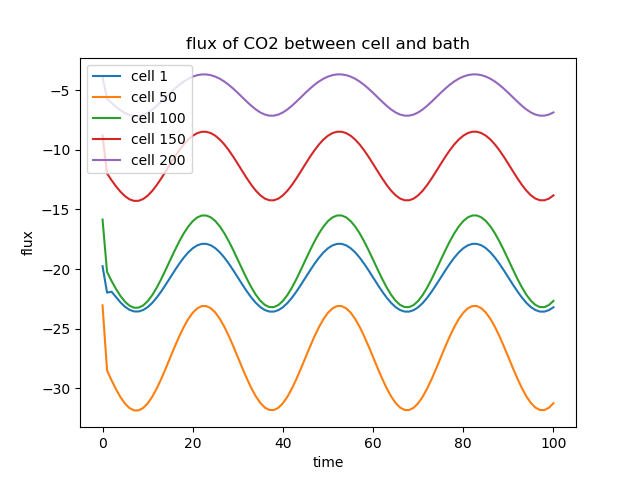 flux of CO2 between cell and bath
cell 1
cell 50
cell 100
cell 150
cell 200
−5
−10
−15
−20
−25
−30
flux
0 20 40 60 80 100
time